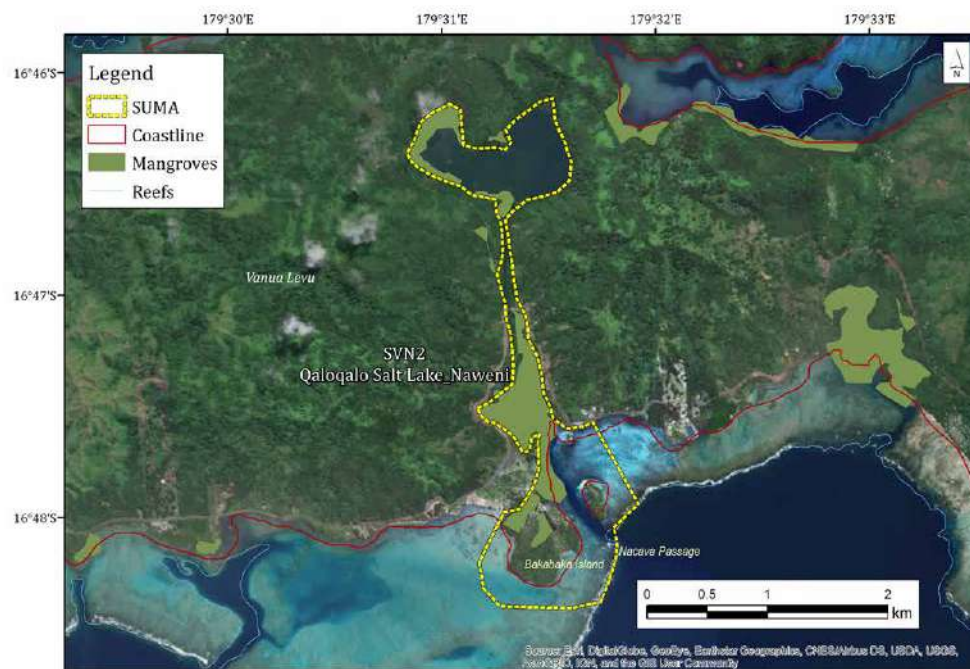 179°30'E 179°31'E 179°32'E 179°33'E
16°46'S
16°47'S
16°48'S
N
Legend
SUMA
Coastline
Mangroves
Reefs
Vanua Levu
SVN2
Qaloqalo Salt Lake_Naweni
Nacava Passage
Bakabaka Island
0 0.5 1 2
km
Source: Esri, DigitalGlobe, GeoEye, Earthstar Geographics, CNES/Airbus DS, USDA, USGS,
AeroGRID, IGN, and the GIS User Community